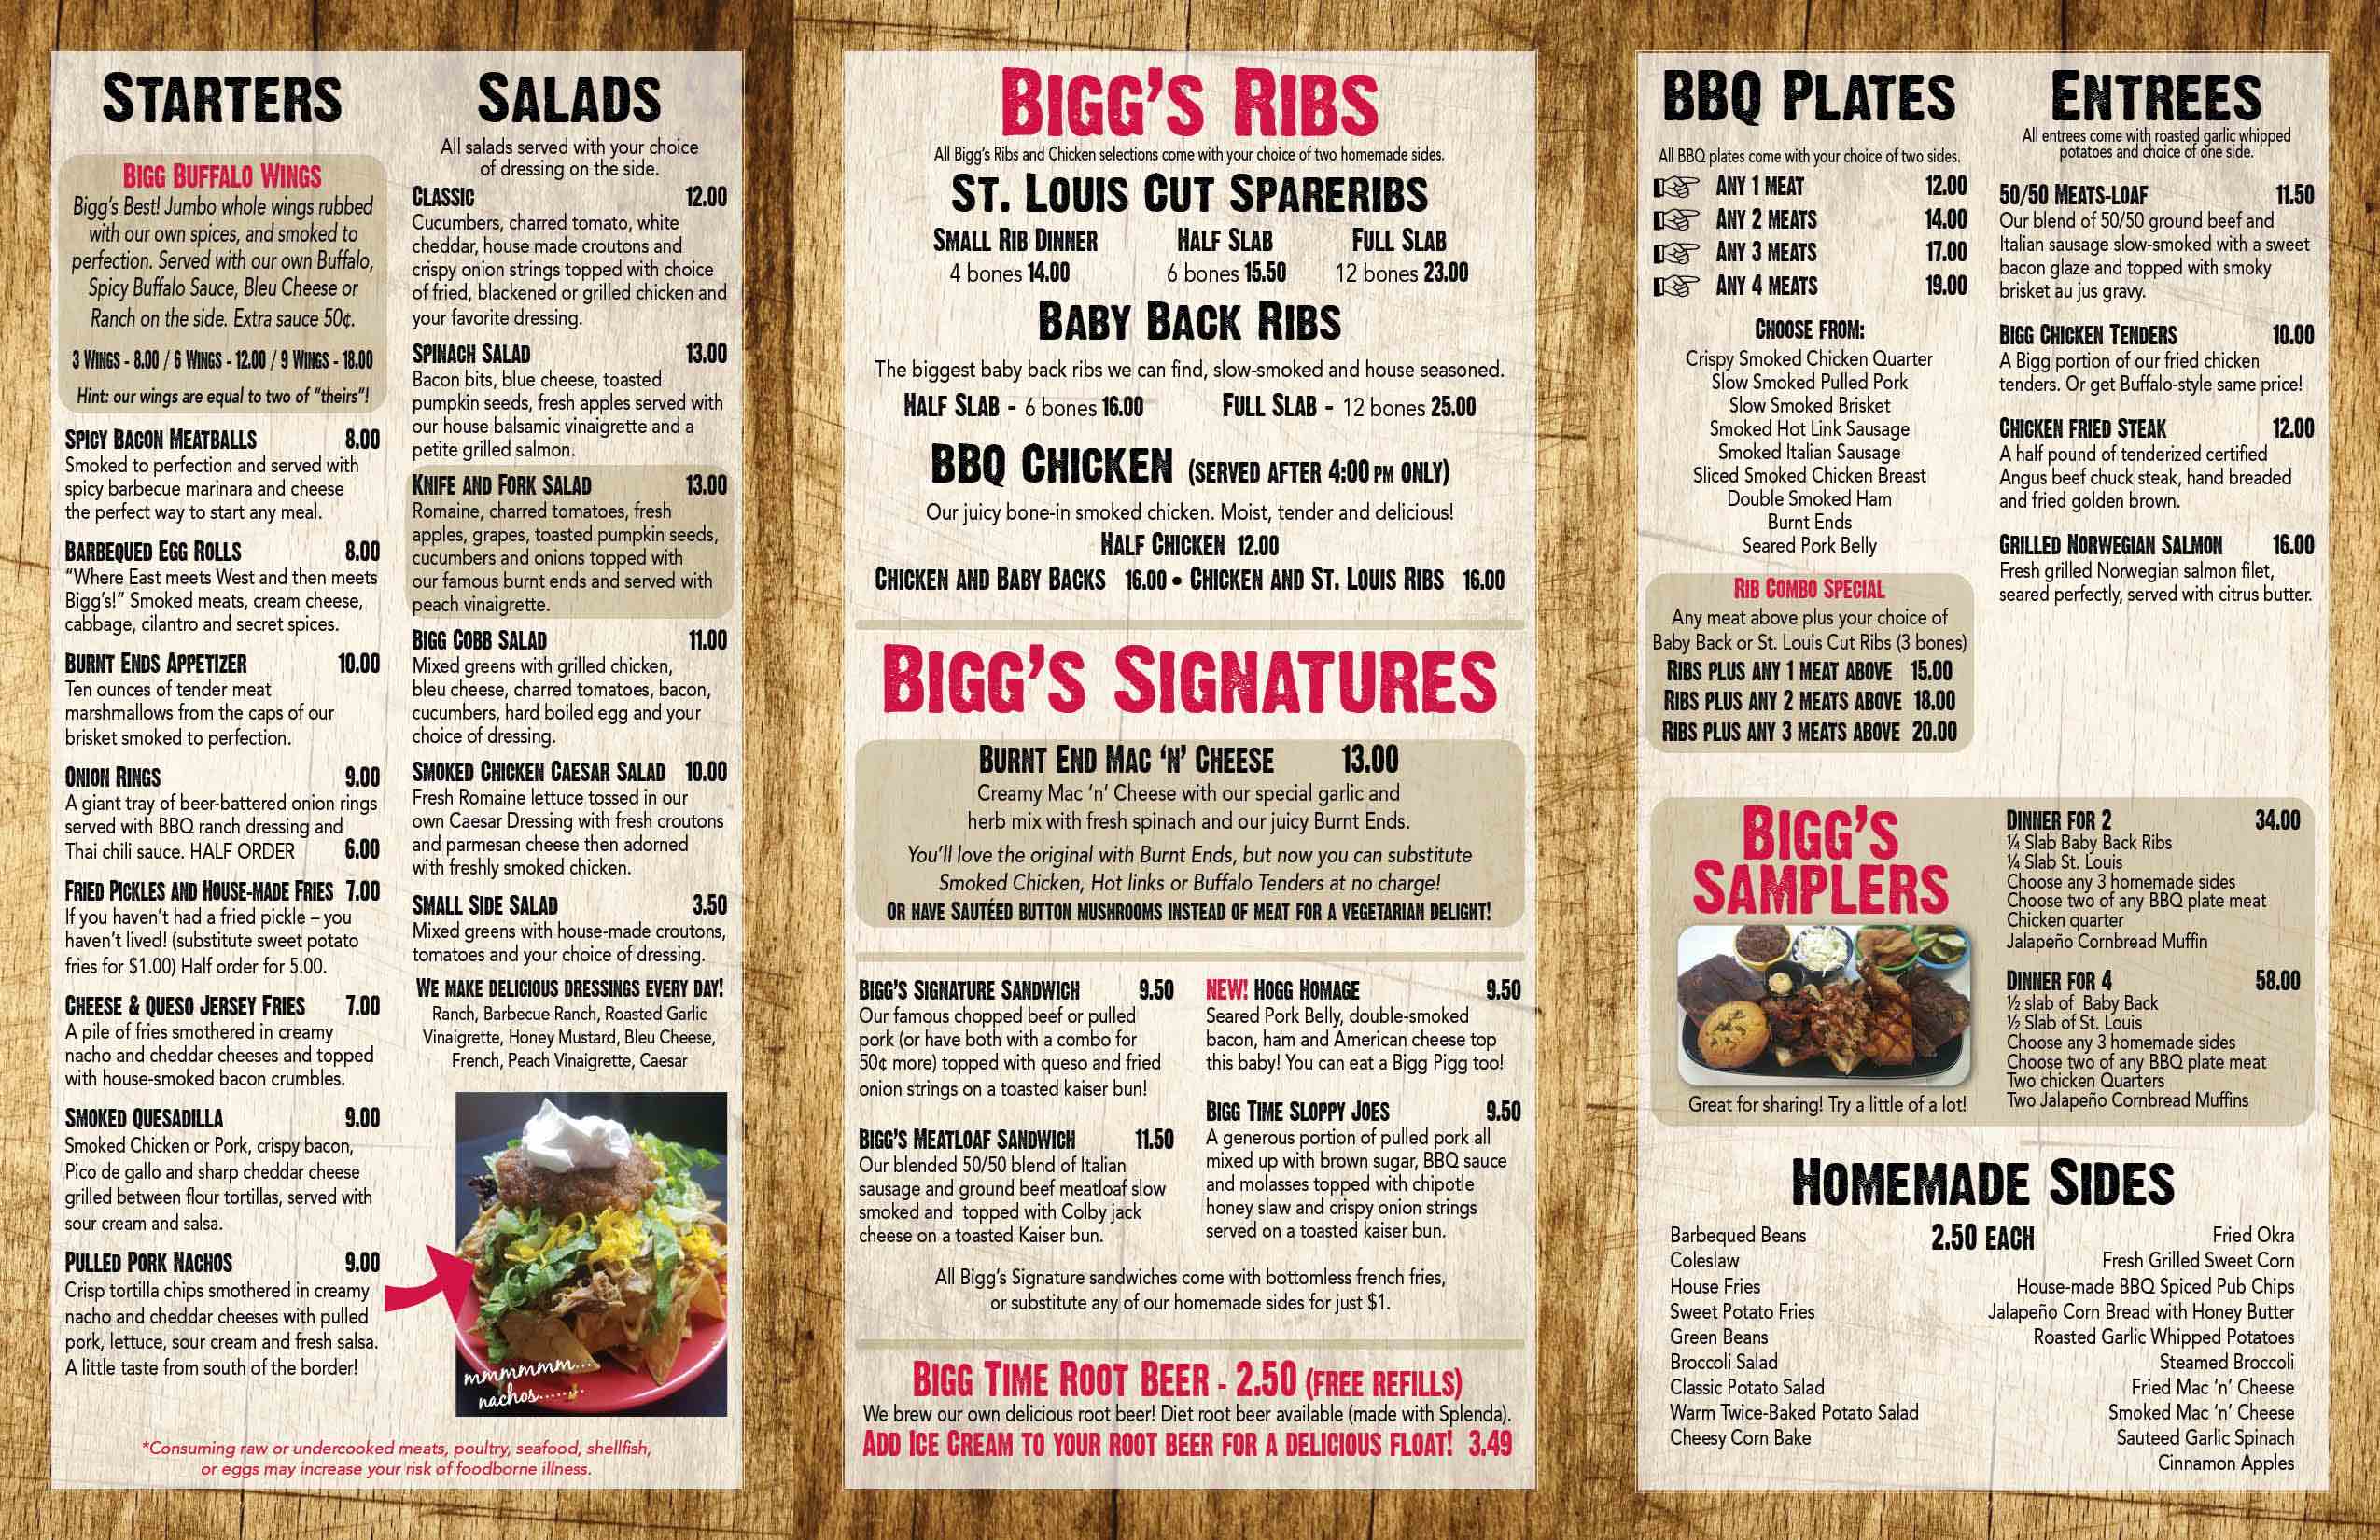 STARTERS
BIGG BUFFALO WINGS
Bigg's Best! Jumbo whole wings rubbed
with our own spices, and smoked to
perfection. Served with our own Buffalo,
Spicy Buffalo Sauce, Bleu Cheese or
Ranch on the side. Extra sauce 50¢.
3 WINGS - 8.00 / 6 WINGS - 12.00 / 9 WINGS - 18.00
Hint: our wings are equal to two of "theirs"!
SPICY BACON MEATBALLS 8.00
Smoked to perfection and served with
spicy barbecue marinara and cheese
the perfect way to start any meal.
BARBEQUED EGG ROLLS 8.00
"Where East meets West and then meets
Bigg's!" Smoked meats, cream cheese,
cabbage, cilantro and secret spices.
BURNT ENDS APPETIZER 10.00
Ten ounces of tender meat
marshmallows from the caps of our
brisket smoked to perfection.
ONION RINGS 9.00
A giant tray of beer-battered onion rings
served with BBQ ranch dressing and
Thai chili sauce. HALF ORDER 6.00
FRIED PICKLES AND HOUSE-MADE FRIES 7.00
If you haven't had a fried pickle – you
haven't lived! (substitute sweet potato
fries for $1.00) Half order for 5.00.
CHEESE & QUESO JERSEY FRIES 7.00
A pile of fries smothered in creamy
nacho and cheddar cheeses and topped
with house-smoked bacon crumbles.
SMOKED QUESADILLA 9.00
Smoked Chicken or Pork, crispy bacon,
Pico de gallo and sharp cheddar cheese
grilled between flour tortillas, served with
sour cream and salsa.
PULLED PORK NACHOS 9.00
Crisp tortilla chips smothered in creamy
nacho and cheddar cheeses with pulled
pork, lettuce, sour cream and fresh salsa.
A little taste from south of the border!
SALADS
All salads served with your choice
of dressing on the side.
CLASSIC 12.00
Cucumbers, charred tomato, white
cheddar, house made croutons and
crispy onion strings topped with choice
of fried, blackened or grilled chicken and
your favorite dressing.
SPINACH SALAD 13.00
Bacon bits, blue cheese, toasted
pumpkin seeds, fresh apples served with
our house balsamic vinaigrette and a
petite grilled salmon.
KNIFE AND FORK SALAD 13.00
Romaine, charred tomatoes, fresh
apples, grapes, toasted pumpkin seeds,
cucumbers and onions topped with
our famous burnt ends and served with
peach vinaigrette.
BIGG COBB SALAD 11.00
Mixed greens with grilled chicken,
bleu cheese, charred tomatoes, bacon,
cucumbers, hard boiled egg and your
choice of dressing.
SMOKED CHICKEN CAESAR SALAD 10.00
Fresh Romaine lettuce tossed in our
own Caesar Dressing with fresh croutons
and parmesan cheese then adorned
with freshly smoked chicken.
SMALL SIDE SALAD 3.50
Mixed greens with house-made croutons,
tomatoes and your choice of dressing.
WE MAKE DELICIOUS DRESSINGS EVERY DAY!
Ranch, Barbecue Ranch, Roasted Garlic
Vinaigrette, Honey Mustard, Bleu Cheese,
French, Peach Vinaigrette, Caesar
mmmmmm...
nachos.......
*Consuming raw or undercooked meats, poultry, seafood, shellfish,
or eggs may increase your risk of foodborne illness.
BIGG'S RIBS
All Bigg's Ribs and Chicken selections come with your choice of two homemade sides.
ST. LOUIS CUT SPARERIBS
SMALL RIB DINNER HALF SLAB FULL SLAB
4 bones 14.00 6 bones 15.50 12 bones 23.00
BABY BACK RIBS
The biggest baby back ribs we can find, slow-smoked and house seasoned.
HALF SLAB - 6 bones 16.00 FULL SLAB - 12 bones 25.00
BBQ CHICKEN (SERVED AFTER 4:00 PM ONLY)
Our juicy bone-in smoked chicken. Moist, tender and delicious!
HALF CHICKEN 12.00
CHICKEN AND BABY BACKS 16.00 • CHICKEN AND ST. LOUIS RIBS 16.00
BIGG'S SIGNATURES
BURNT END MAC 'N' CHEESE 13.00
Creamy Mac 'n' Cheese with our special garlic and
herb mix with fresh spinach and our juicy Burnt Ends.
You'll love the original with Burnt Ends, but now you can substitute
Smoked Chicken, Hot links or Buffalo Tenders at no charge!
OR HAVE SAUTÉED BUTTON MUSHROOMS INSTEAD OF MEAT FOR A VEGETARIAN DELIGHT!
BIGG'S SIGNATURE SANDWICH 9.50
Our famous chopped beef or pulled
pork (or have both with a combo for
50¢ more) topped with queso and fried
onion strings on a toasted kaiser bun!
BIGG'S MEATLOAF SANDWICH 11.50
Our blended 50/50 blend of Italian
sausage and ground beef meatloaf slow
smoked and topped with Colby jack
cheese on a toasted Kaiser bun.
NEW! HOGG HOMAGE 9.50
Seared Pork Belly, double-smoked
bacon, ham and American cheese top
this baby! You can eat a Bigg Pigg too!
BIGG TIME SLOPPY JOES 9.50
A generous portion of pulled pork all
mixed up with brown sugar, BBQ sauce
and molasses topped with chipotle
honey slaw and crispy onion strings
served on a toasted kaiser bun.
All Bigg's Signature sandwiches come with bottomless french fries,
or substitute any of our homemade sides for just $1.
BIGG TIME ROOT BEER - 2.50 (FREE REFILLS)
We brew our own delicious root beer! Diet root beer available (made with Splenda).
ADD ICE CREAM TO YOUR ROOT BEER FOR A DELICIOUS FLOAT! 3.49
BBQ PLATES
All BBQ plates come with your choice of two sides.
ANY 1 MEAT 12.00
ANY 2 MEATS 14.00
ANY 3 MEATS 17.00
ANY 4 MEATS 19.00
CHOOSE FROM:
Crispy Smoked Chicken Quarter
Slow Smoked Pulled Pork
Slow Smoked Brisket
Smoked Hot Link Sausage
Smoked Italian Sausage
Sliced Smoked Chicken Breast
Double Smoked Ham
Burnt Ends
Seared Pork Belly
RIB COMBO SPECIAL
Any meat above plus your choice of
Baby Back or St. Louis Cut Ribs (3 bones)
RIBS PLUS ANY 1 MEAT ABOVE 15.00
RIBS PLUS ANY 2 MEATS ABOVE 18.00
RIBS PLUS ANY 3 MEATS ABOVE 20.00
ENTREES
All entrees come with roasted garlic whipped
potatoes and choice of one side.
50/50 MEATS-LOAF 11.50
Our blend of 50/50 ground beef and
Italian sausage slow-smoked with a sweet
bacon glaze and topped with smoky
brisket au jus gravy.
BIGG CHICKEN TENDERS 10.00
A Bigg portion of our fried chicken
tenders. Or get Buffalo-style same price!
CHICKEN FRIED STEAK 12.00
A half pound of tenderized certified
Angus beef chuck steak, hand breaded
and fried golden brown.
GRILLED NORWEGIAN SALMON 16.00
Fresh grilled Norwegian salmon filet,
seared perfectly, served with citrus butter.
BIGG'S
SAMPLERS
Great for sharing! Try a little of a lot!
DINNER FOR 2 34.00
¼ Slab Baby Back Ribs
¼ Slab St. Louis
Choose any 3 homemade sides
Choose two of any BBQ plate meat
Chicken quarter
Jalapeño Cornbread Muffin
DINNER FOR 4 58.00
½ slab of Baby Back
½ Slab of St. Louis
Choose any 3 homemade sides
Choose two of any BBQ plate meat
Two chicken Quarters
Two Jalapeño Cornbread Muffins
HOMEMADE SIDES
2.50 EACH
Barbequed Beans
Coleslaw
House Fries
Sweet Potato Fries
Green Beans
Broccoli Salad
Classic Potato Salad
Warm Twice-Baked Potato Salad
Cheesy Corn Bake
Fried Okra
Fresh Grilled Sweet Corn
House-made BBQ Spiced Pub Chips
Jalapeño Corn Bread with Honey Butter
Roasted Garlic Whipped Potatoes
Steamed Broccoli
Fried Mac 'n' Cheese
Smoked Mac 'n' Cheese
Sauteed Garlic Spinach
Cinnamon Apples